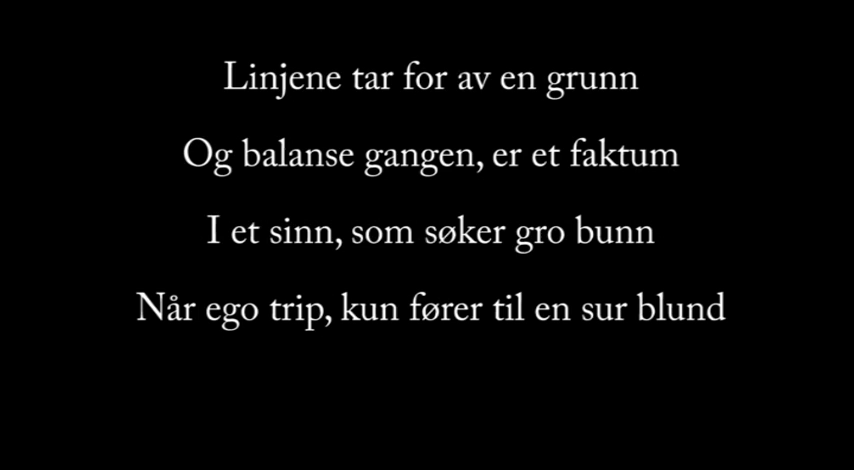 Linjene tar for av en grunn
Og balanse gangen, er et faktum
I et sinn, som søker gro bunn
Når ego trip, kun fører til en sur blund